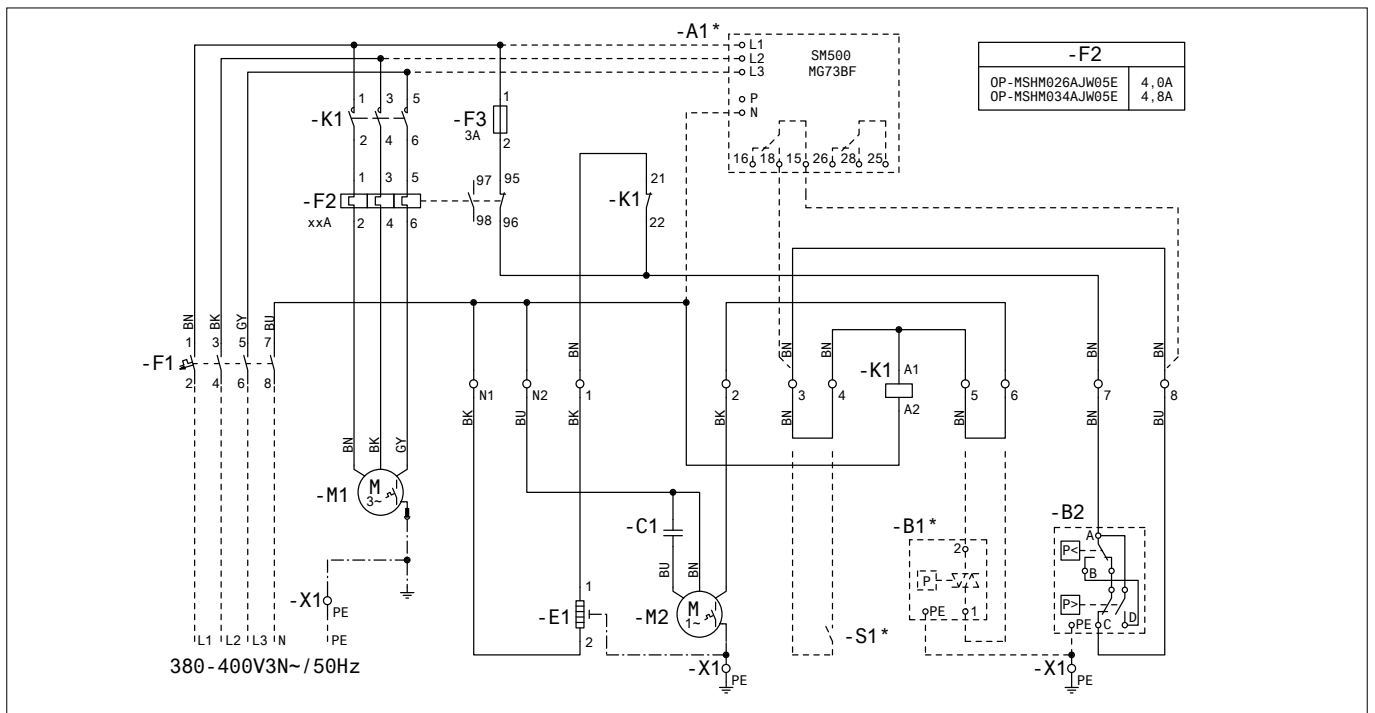 -A1*
L1
L2
L3
P
N
SM500
MG73BF
16 18 15 26 28 25
-F2
OP-MSHM026AJW05E 4,0A
OP-MSHM034AJW05E 4,8A
-K1
1 3 5
2 4 6
-F3
3A
1
2
-F2
xxA
1 3 5
2 4 6
97 95
98 96
-K1
21
22
BN BK GY BU
-F1
1 3 5 7
2 4 6 8
BN BN BN BN BN BN BN
N1 N2 1 2 3 4 5 6 7 8
-K1
A1
A2
BK BU BK BK BN BN BN BU
BN BK GY
-M1
M
3~
-X1
PE
L1 L2 L3 N PE
380-400V3N~/50Hz
-C1
BU BN
-E1
1
2
-M2
M
1~
-X1
PE
-S1*
-B1*
2
P
PE
1
-B2
A
P<
B
P>
PE
C
D
-X1
PE